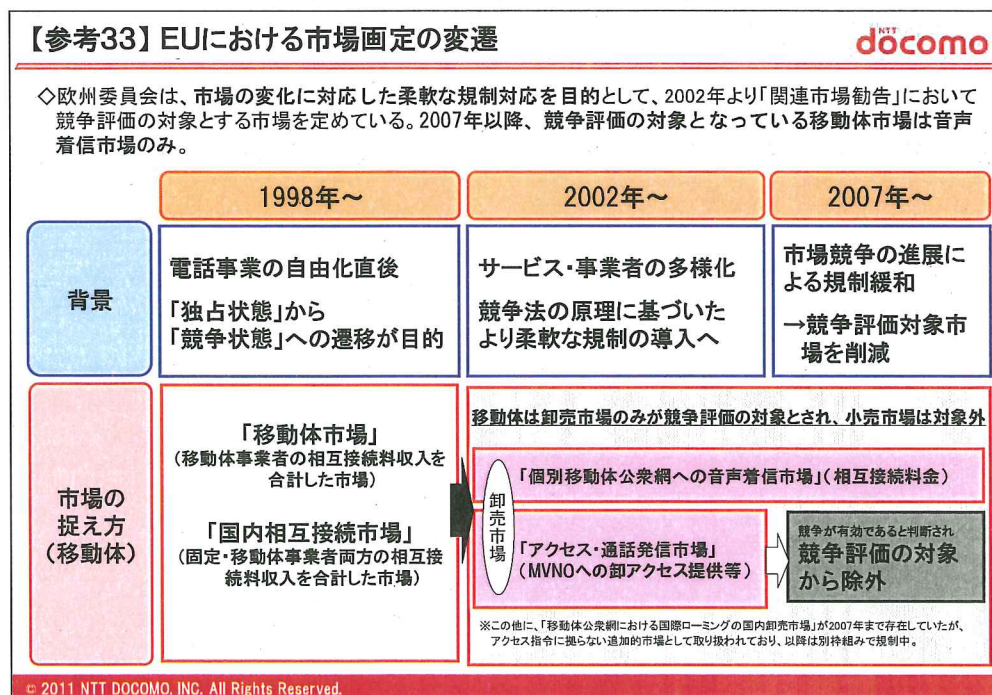 【参考33】EUにおける市場画定の変遷
NTT
docomo
◇欧州委員会は、市場の変化に対応した柔軟な規制対応を目的として、2002年より「関連市場勧告」において
競争評価の対象とする市場を定めている。2007年以降、競争評価の対象となっている移動体市場は音声
着信市場のみ。
1998年～
2002年～
2007年～
背景
電話事業の自由化直後
「独占状態」から
「競争状態」への遷移が目的
サービス・事業者の多様化
競争法の原理に基づいた
より柔軟な規制の導入へ
市場競争の進展に
よる規制緩和
→競争評価対象市
場を削減
市場の
捉え方
(移動体)
「移動体市場」
(移動体事業者の相互接続料収入を
合計した市場)
「国内相互接続市場」
(固定・移動体事業者両方の相互接
続料収入を合計した市場)
移動体は卸売市場のみが競争評価の対象とされ、小売市場は対象外
卸売市場
「個別移動体公衆網への音声着信市場」(相互接続料金)
「アクセス・通話発信市場」
(MVNOへの卸アクセス提供等)
競争が有効であると判断され
競争評価の対象
から除外
※この他に、「移動体公衆網における国際ローミングの国内卸売市場」が2007年まで存在していたが、
アクセス指令に拠らない追加的市場として取り扱われており、以降は別枠組みで規制中。
© 2011 NTT DOCOMO, INC. All Rights Reserved.